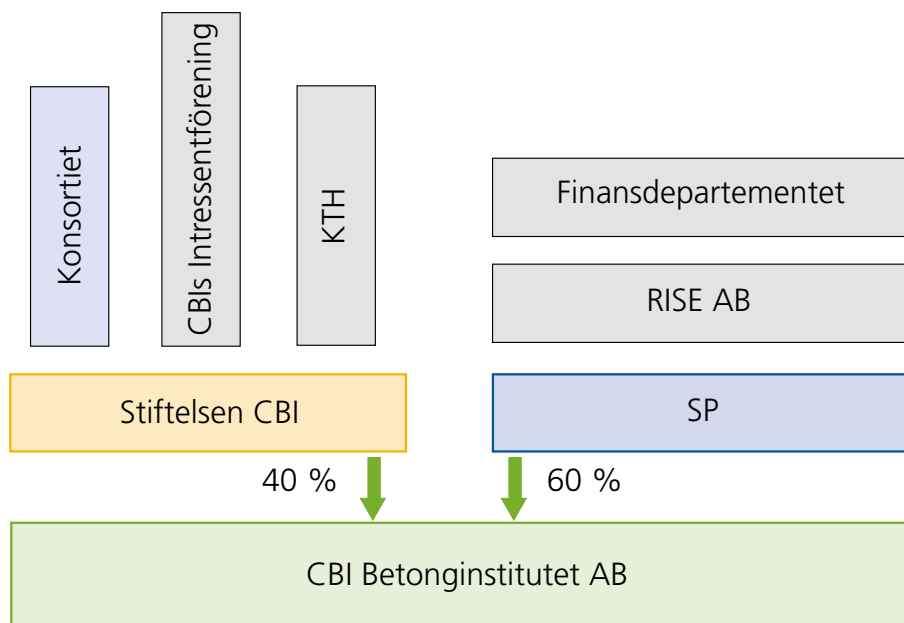 Konsortiet
CBIs Intressentförening
KTH
Finansdepartementet
RISE AB
Stiftelsen CBI
SP
40 %
60 %
CBI Betonginstitutet AB